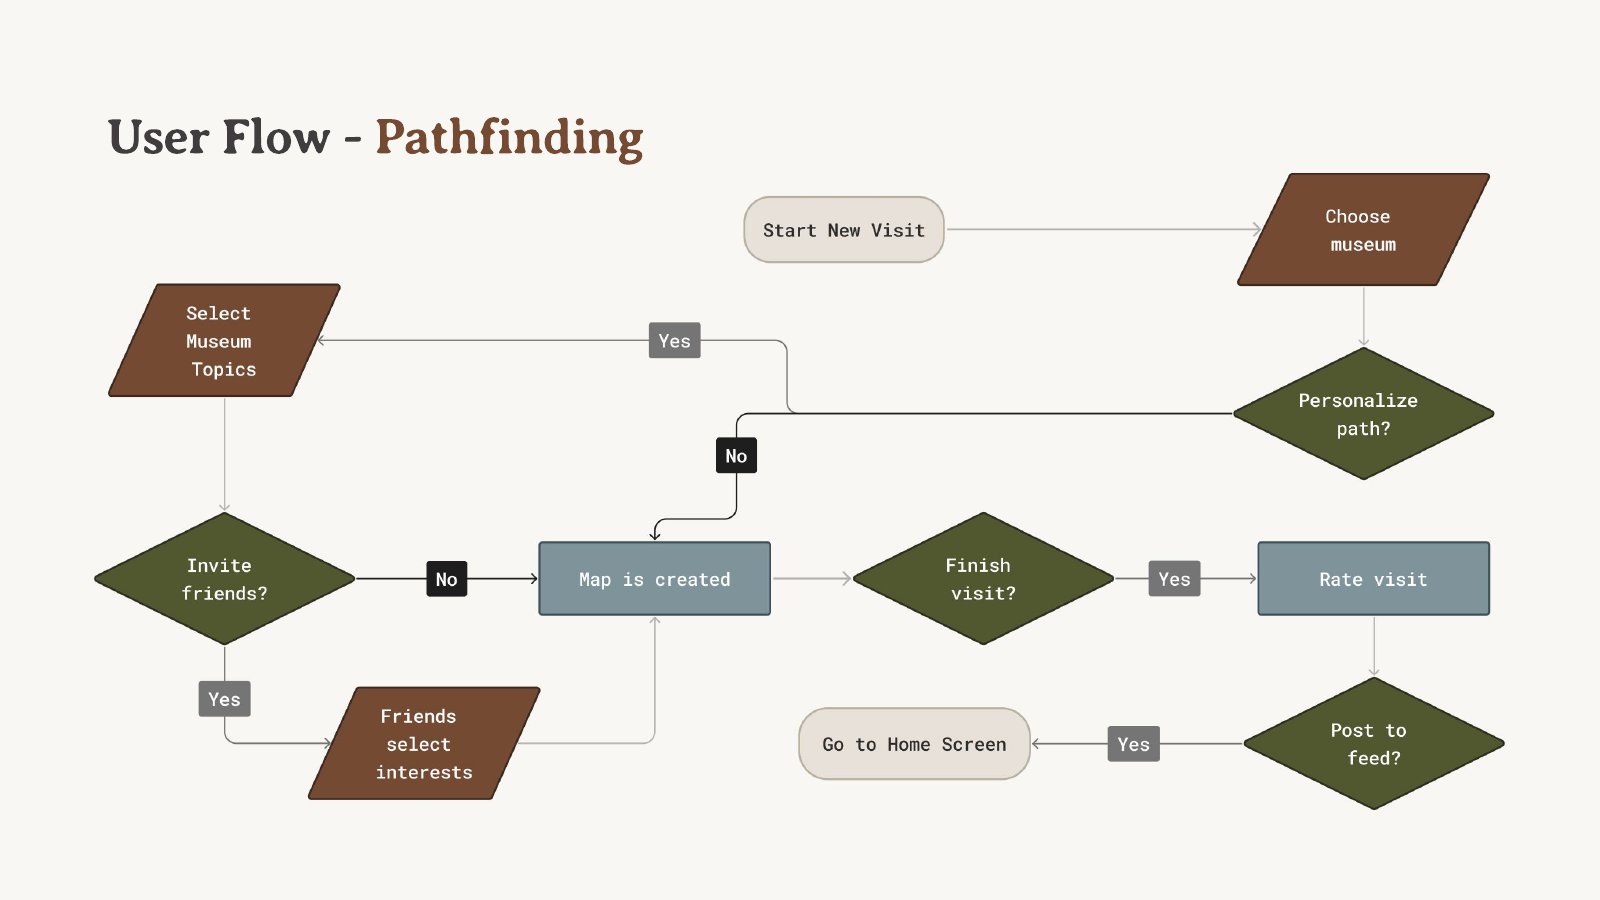 User Flow - Pathfinding
Start New Visit
Choose
museum
Select
Museum
Topics
Yes
Personalize
path?
No
Invite
friends?
No
Map is created
Finish
visit?
Yes
Rate visit
Yes
Friends
select
interests
Go to Home Screen
Yes
Post to
feed?